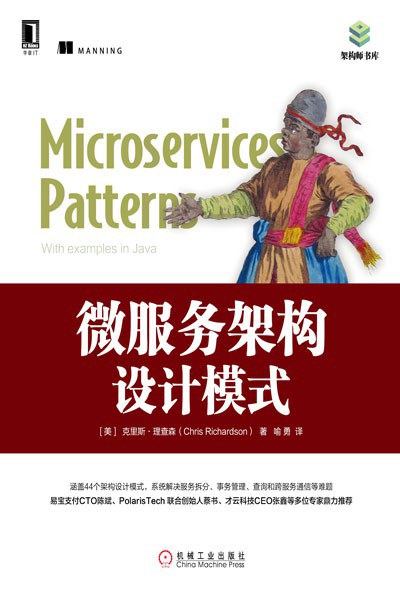 华章IT
MANNING
架构师书库
Microservices
Patterns
With examples in Java
微服务架构
设计模式
[美] 克里斯·理查森（Chris Richardson）著 喻勇 译
涵盖44个架构设计模式，系统解决服务拆分、事务管理、查询和跨服务通信等难题
易宝支付CTO陈斌、PolarisTech 联合创始人蔡书、才云科技CEO张鑫等多位专家鼎力推荐
机械工业出版社
China Machine Press